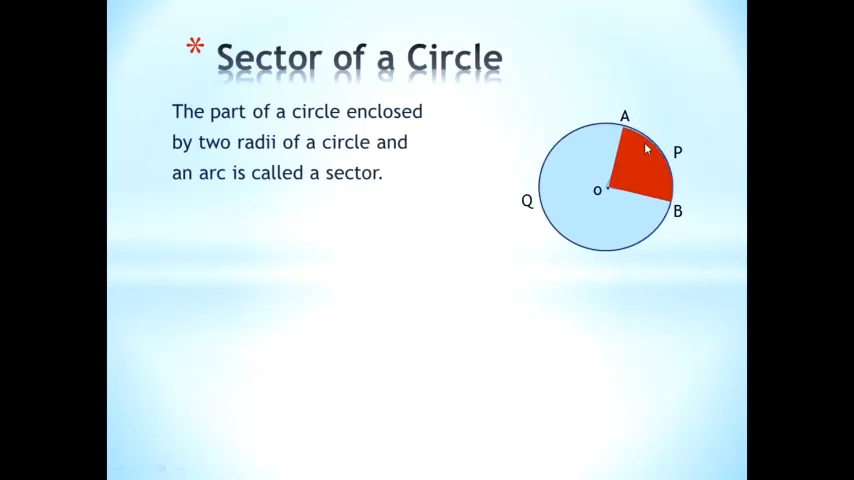 * Sector of a Circle
The part of a circle enclosed
by two radii of a circle and
an arc is called a sector.
A
P
O
Q
B